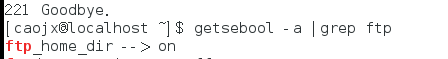 221 Goodbye.
[caojx@localhost ~]$ getsebool -a |grep ftp
ftp_home_dir --> on